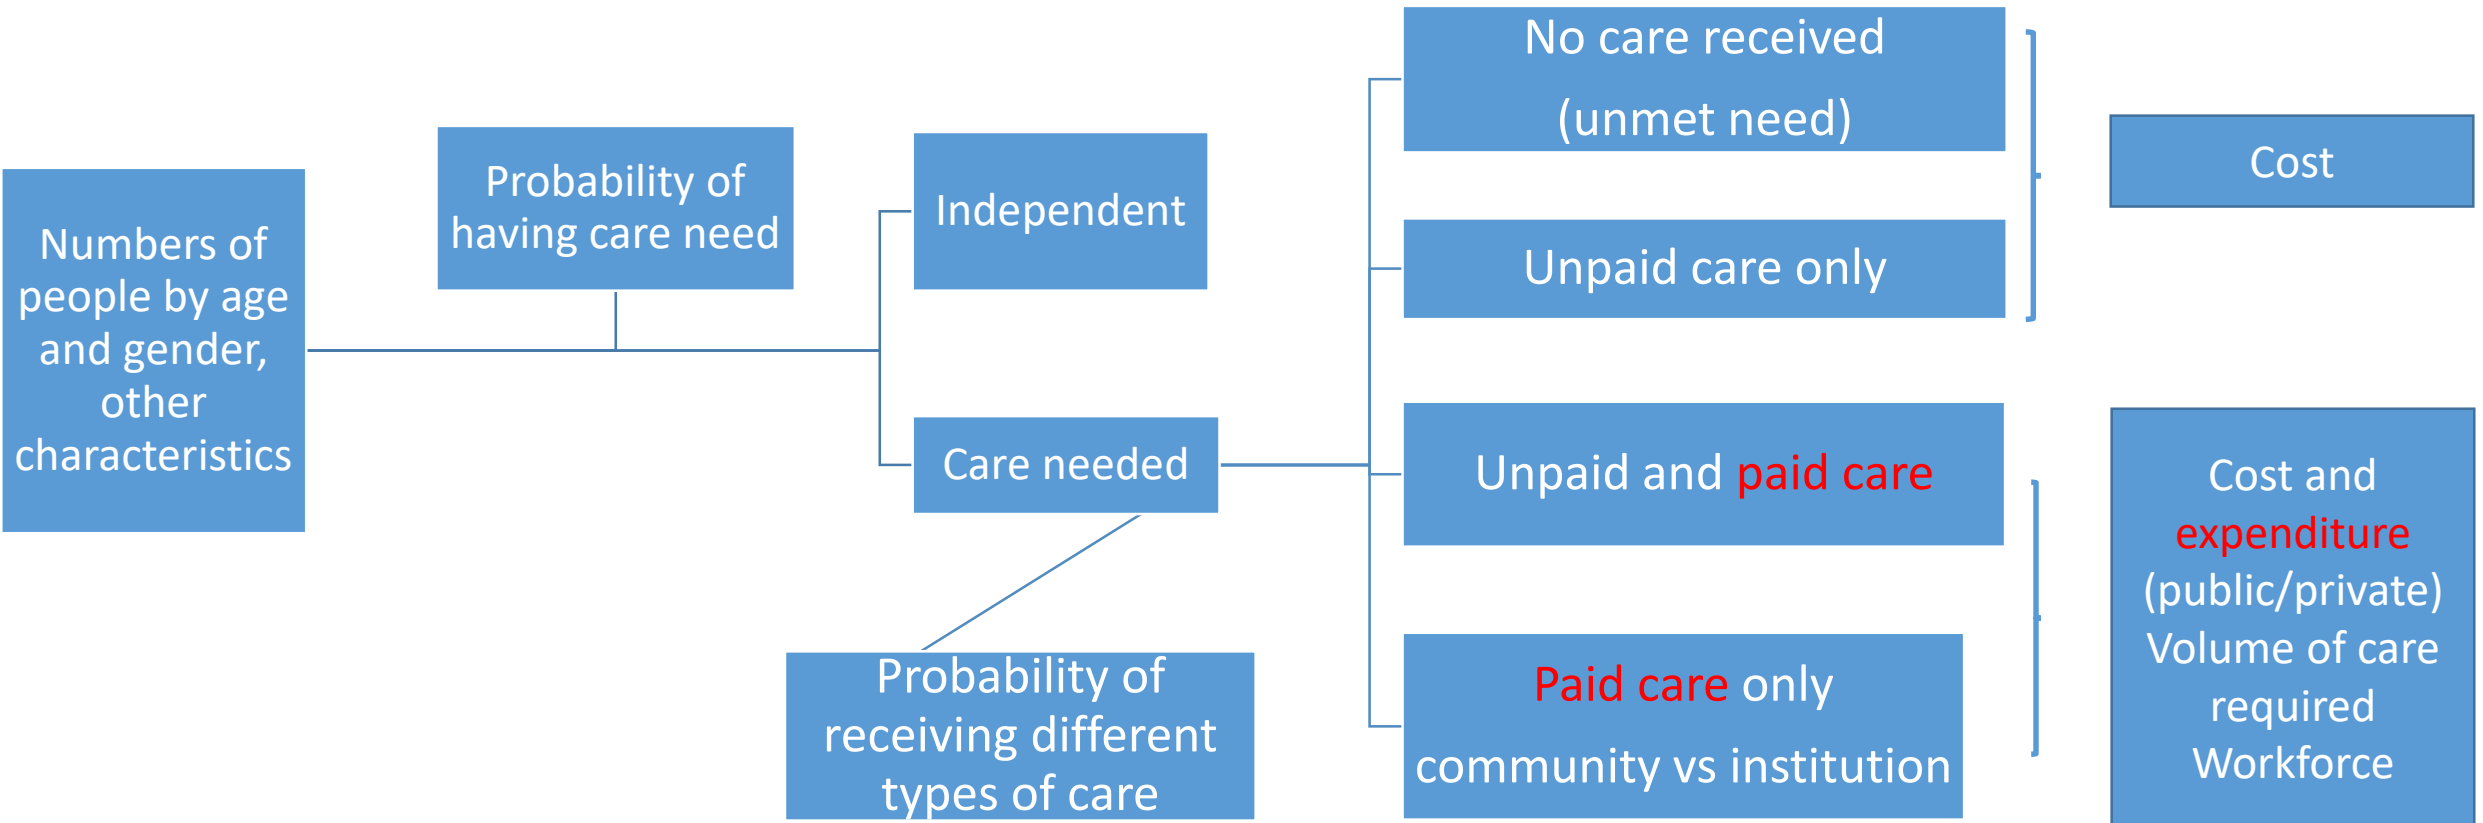 Numbers of
people by age
and gender,
other
characteristics
Probability of
having care need
Independent
Care needed
Probability of
receiving different
types of care
No care received
(unmet need)
Unpaid care only
Unpaid and paid care
Paid care only
community vs institution
Cost
Cost and
expenditure
(public/private)
Volume of care
required
Workforce